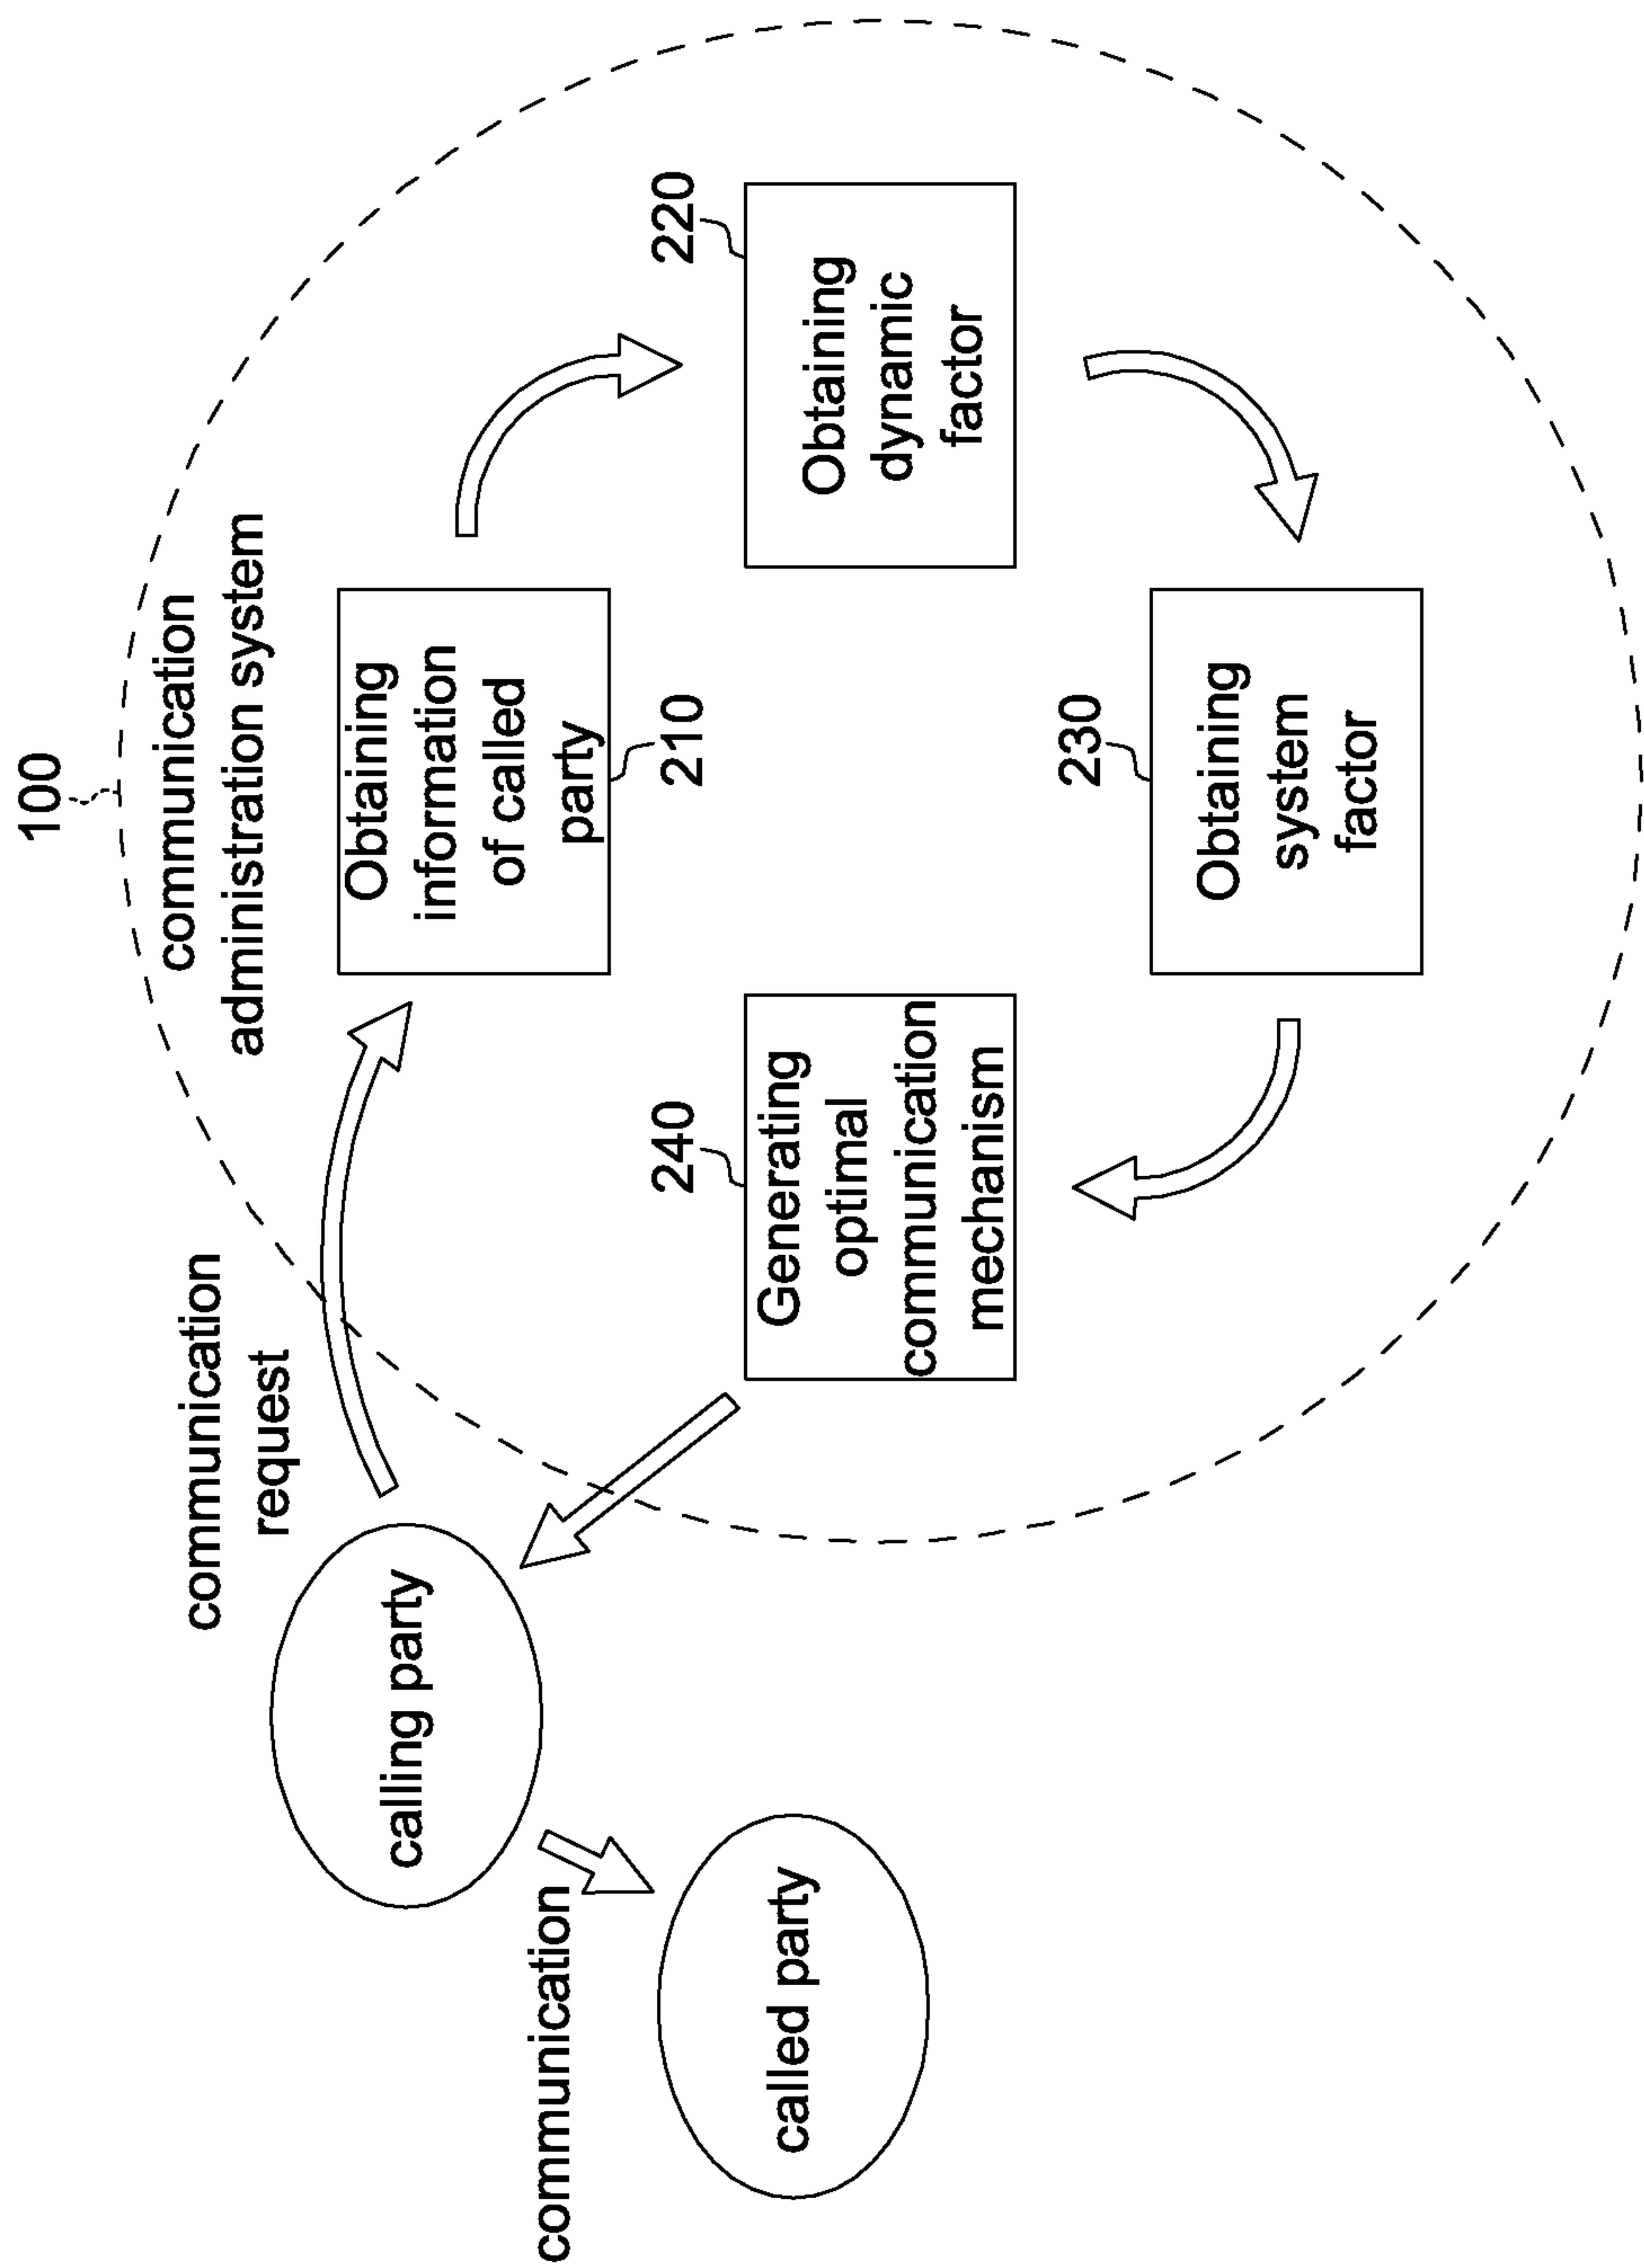 100
communication
administration system
communication
request
calling party
communication
called party
Obtaining
information
of called
party
210
220
Obtaining
dynamic
factor
230
Obtaining
system
factor
240
Generating
optimal
communication
mechanism